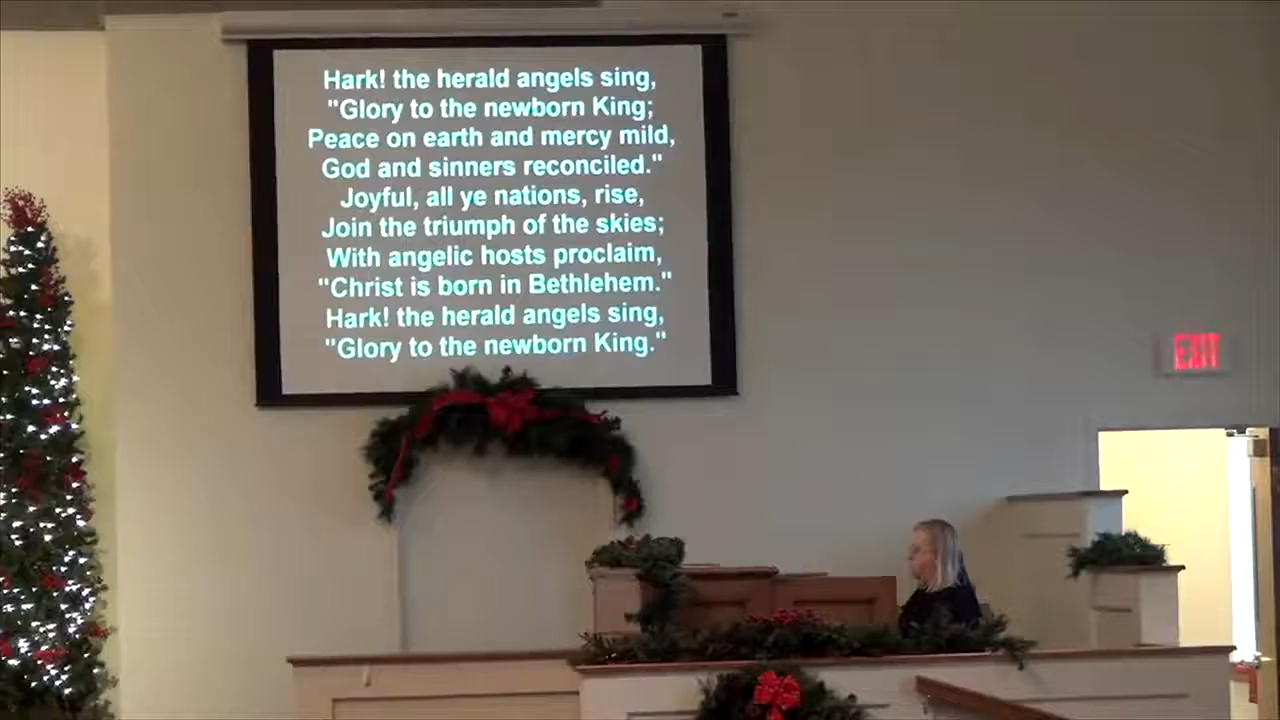 Hark! the herald angels sing,
"Glory to the newborn King;
Peace on earth and mercy mild,
God and sinners reconciled."
Joyful, all ye nations, rise,
Join the triumph of the skies;
With angelic hosts proclaim,
"Christ is born in Bethlehem."
Hark! the herald angels sing,
"Glory to the newborn King."
EXIT